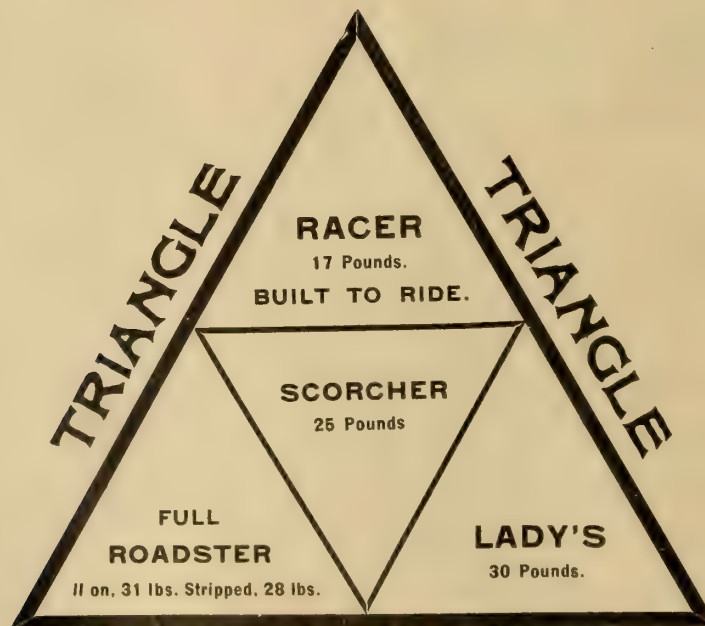 TRIANGLE
TRIANGLE
RACER
17 Pounds.
BUILT TO RIDE.
SCORCHER
25 Pounds
FULL
ROADSTER
ll on, 31 lbs. Stripped, 28 lbs.
LADY'S
30 Pounds.